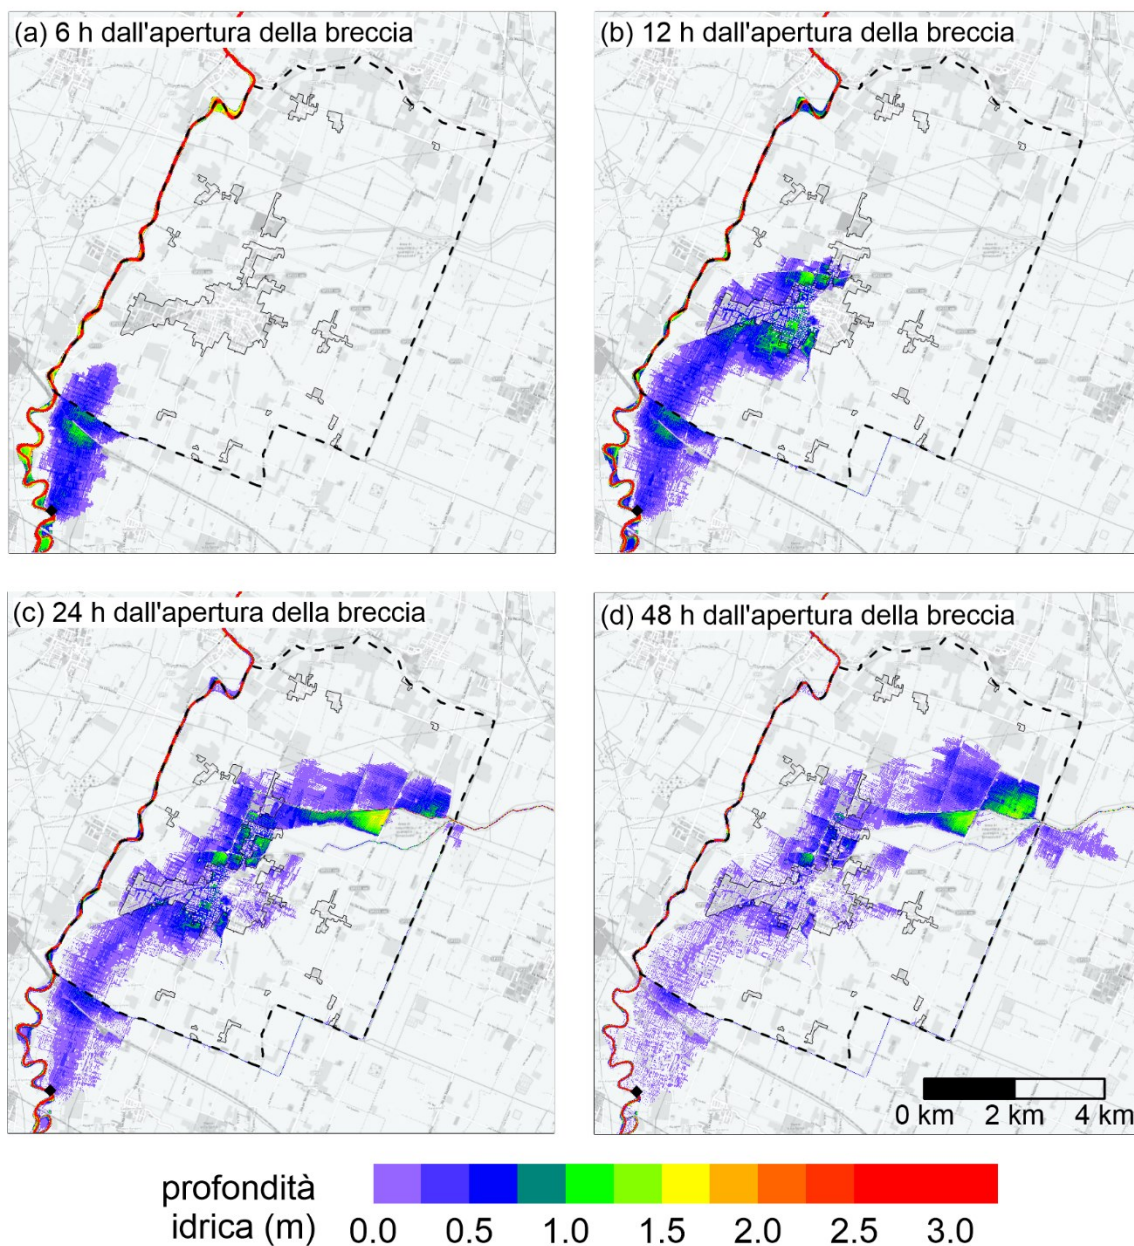 (a) 6 h dall'apertura della breccia
(b) 12 h dall'apertura della breccia
(c) 24 h dall'apertura della breccia
(d) 48 h dall'apertura della breccia
0 km 2 km 4 km
profondità
idrica (m)
0.0 0.5 1.0 1.5 2.0 2.5 3.0